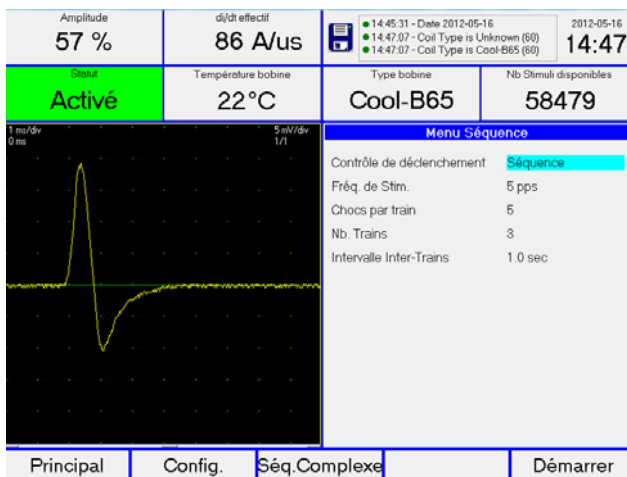 Amplitude
57 %
di/dt effectif
86 A/us
14:45:31 - Date 2012-05-16
14:47:07 - Coil Type is Unknown (60)
14:47:07 - Coil Type is Cool-B65 (60)
2012-05-16
14:47
Statut
Activé
Température bobine
22°C
Type bobine
Cool-B65
Nb Stimuli disponibles
58479
1 ms/div
0 ms
5 mV/div
1/1
Menu Séquence
Contrôle de déclenchement Séquence
Fréq. de Stim. 5 pps
Chocs par train 5
Nb. Trains 3
Intervalle Inter-Trains 1.0 sec
Principal Config. Séq.Complexe Démarrer